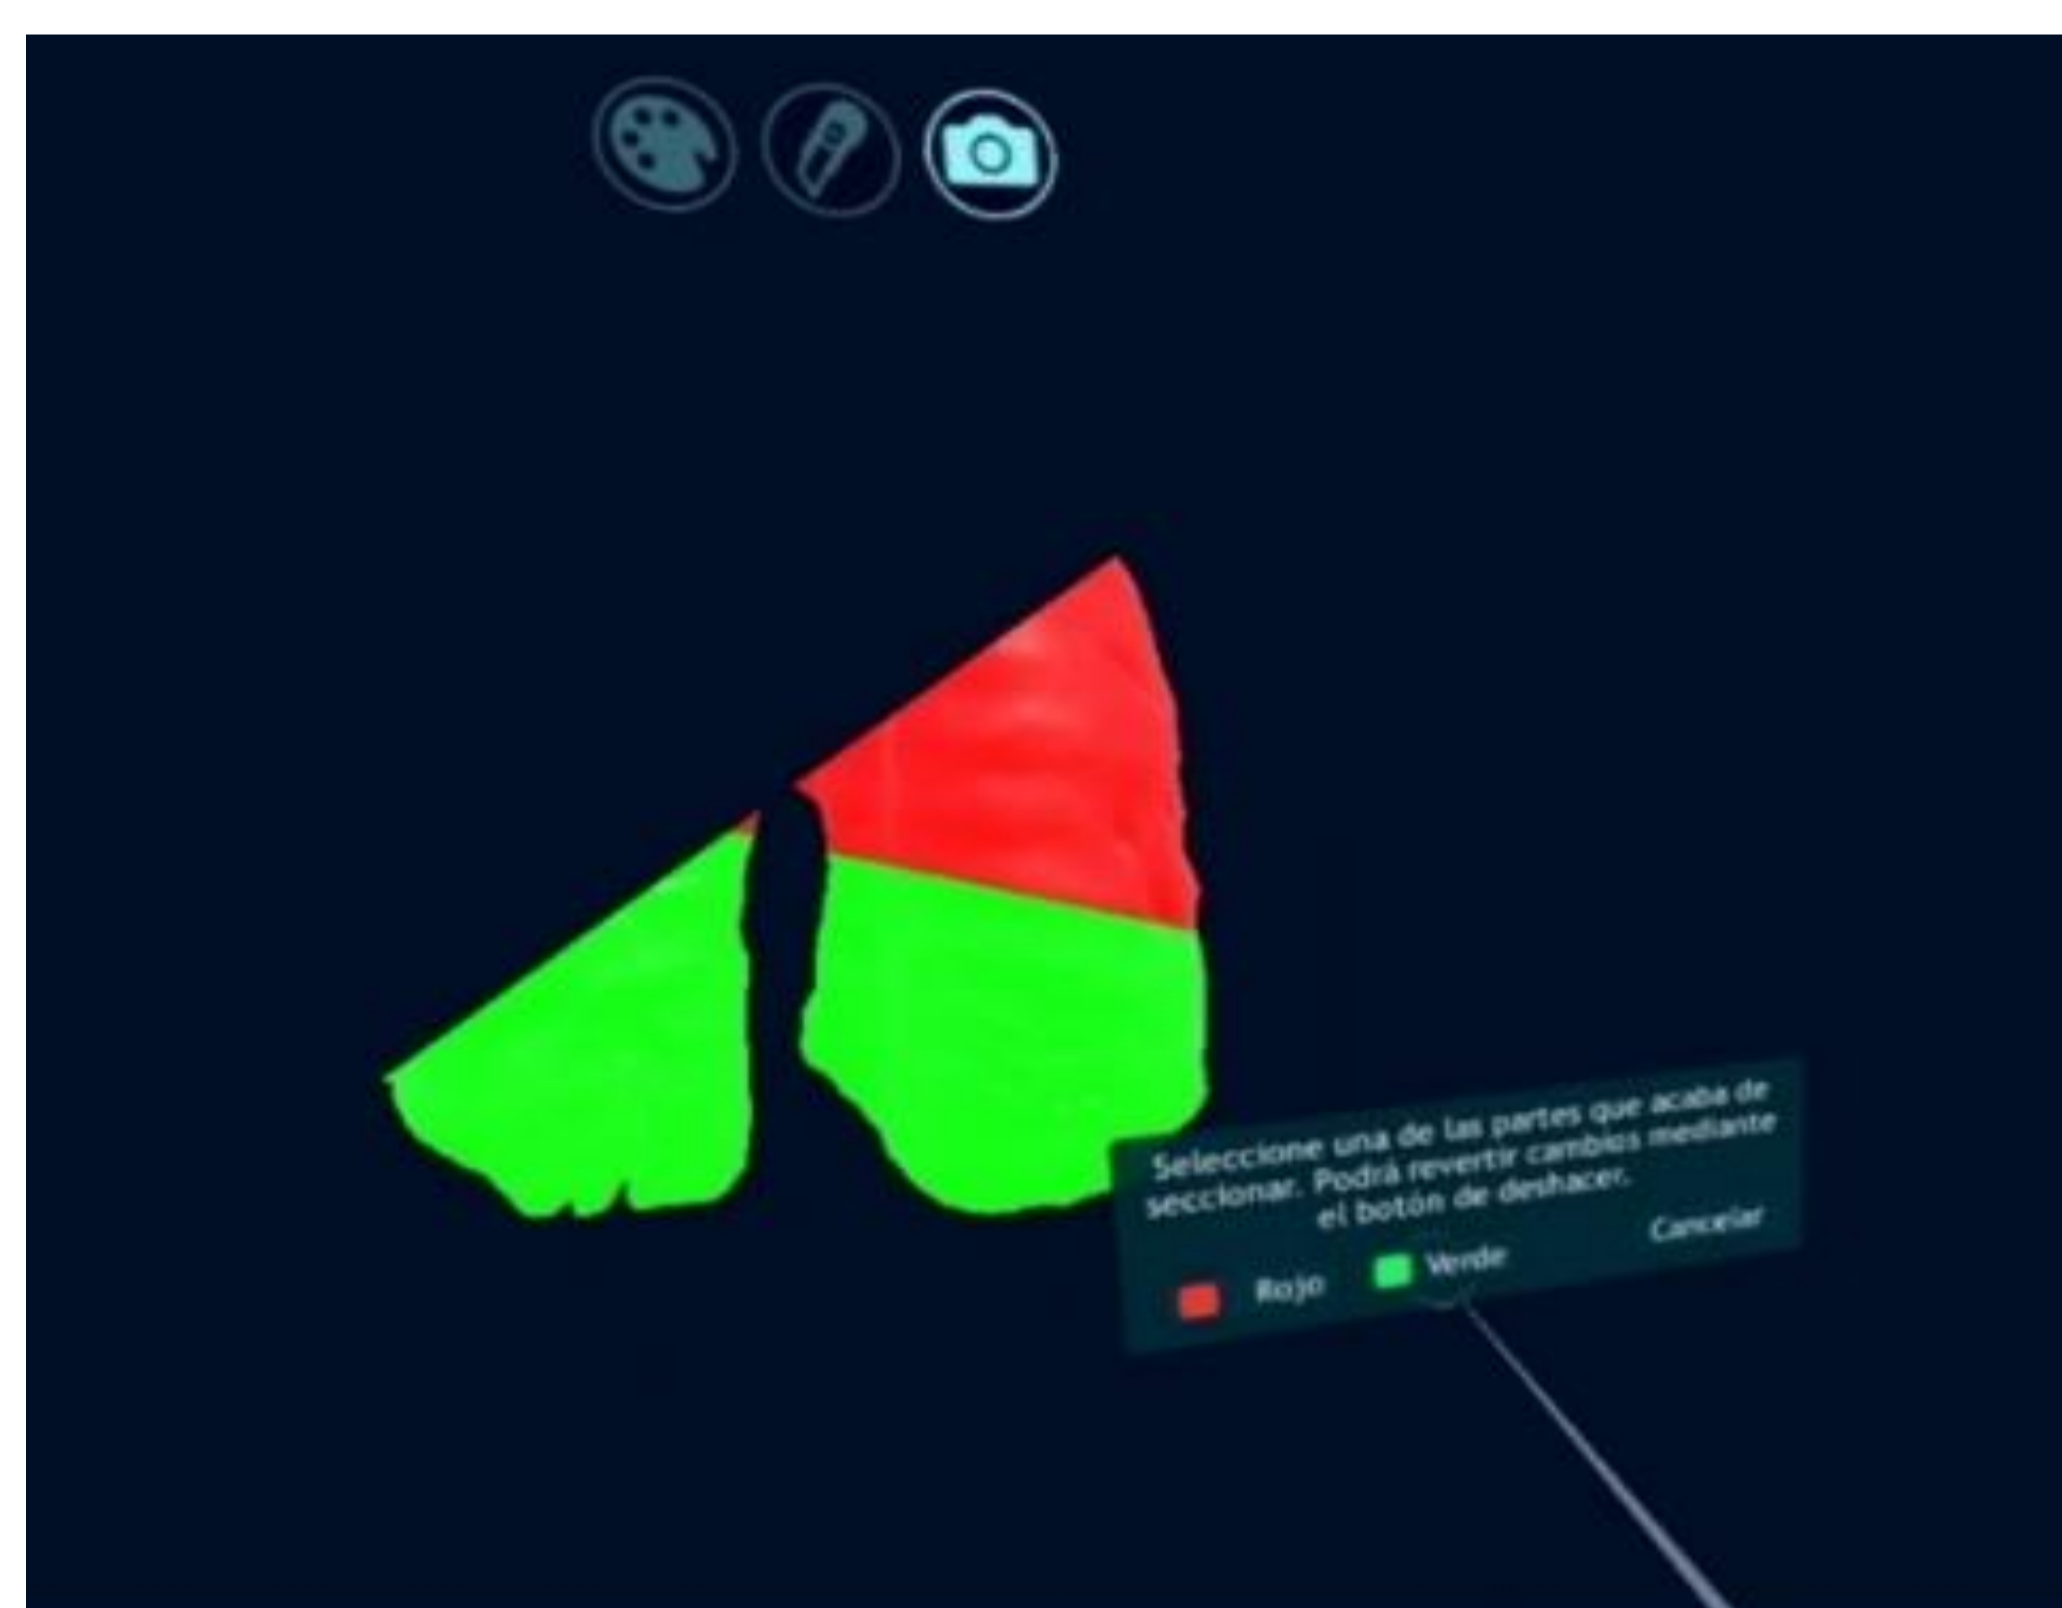 Seleccione una de las partes que acaba de
seccionar. Podrá revertir cambios mediante
el botón de deshacer.
Cancelar
Rojo
Verde